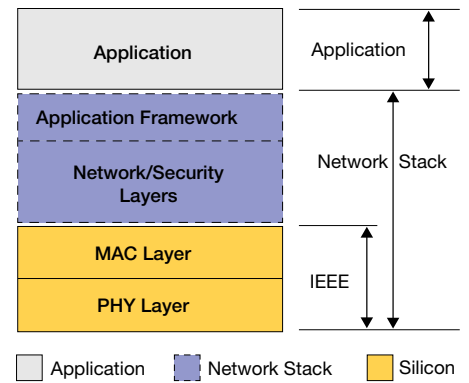 Application
Application
Application Framework
Network/Security
Layers
Network Stack
MAC Layer
IEEE
PHY Layer
Application
Network Stack
Silicon